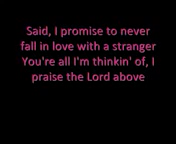 Said, I promise to never
fall in love with a stranger
You're all I'm thinkin' of, I
praise the Lord above